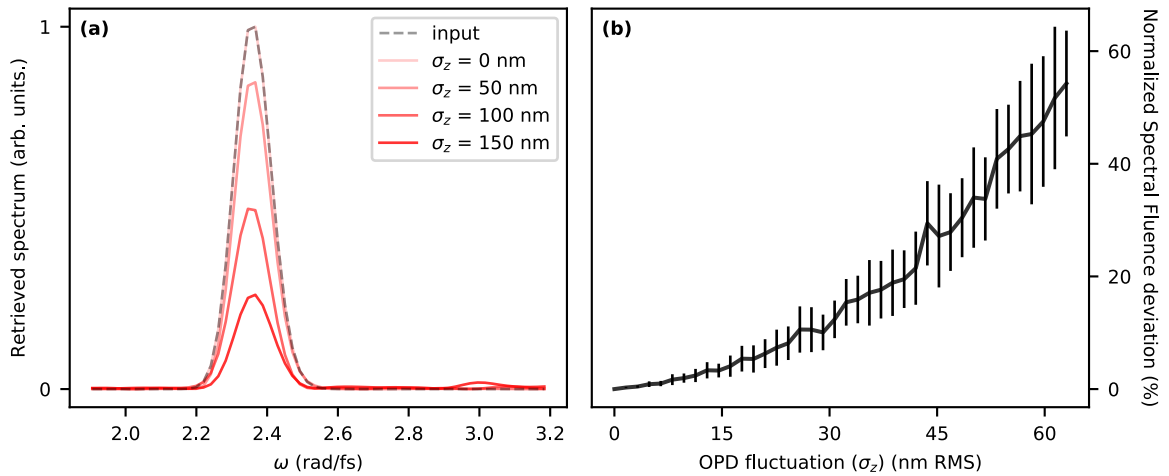 (a)
1
0
Retrieved spectrum (arb. units.)
input
σz = 0 nm
σz = 50 nm
σz = 100 nm
σz = 150 nm
2.0 2.2 2.4 2.6 2.8 3.0 3.2
ω (rad/fs)
(b)
60
40
20
0
Normalized Spectral Fluence deviation (%)
0 15 30 45 60
OPD fluctuation (σz) (nm RMS)